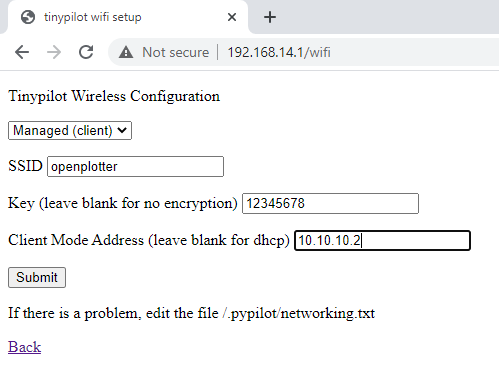 tinypilot wifi setup
Not secure 192.168.14.1/wifi
Tinypilot Wireless Configuration
Managed (client)
SSID openplotter
Key (leave blank for no encryption) 12345678
Client Mode Address (leave blank for dhcp) 10.10.10.2
Submit
If there is a problem, edit the file /.pypilot/networking.txt
Back